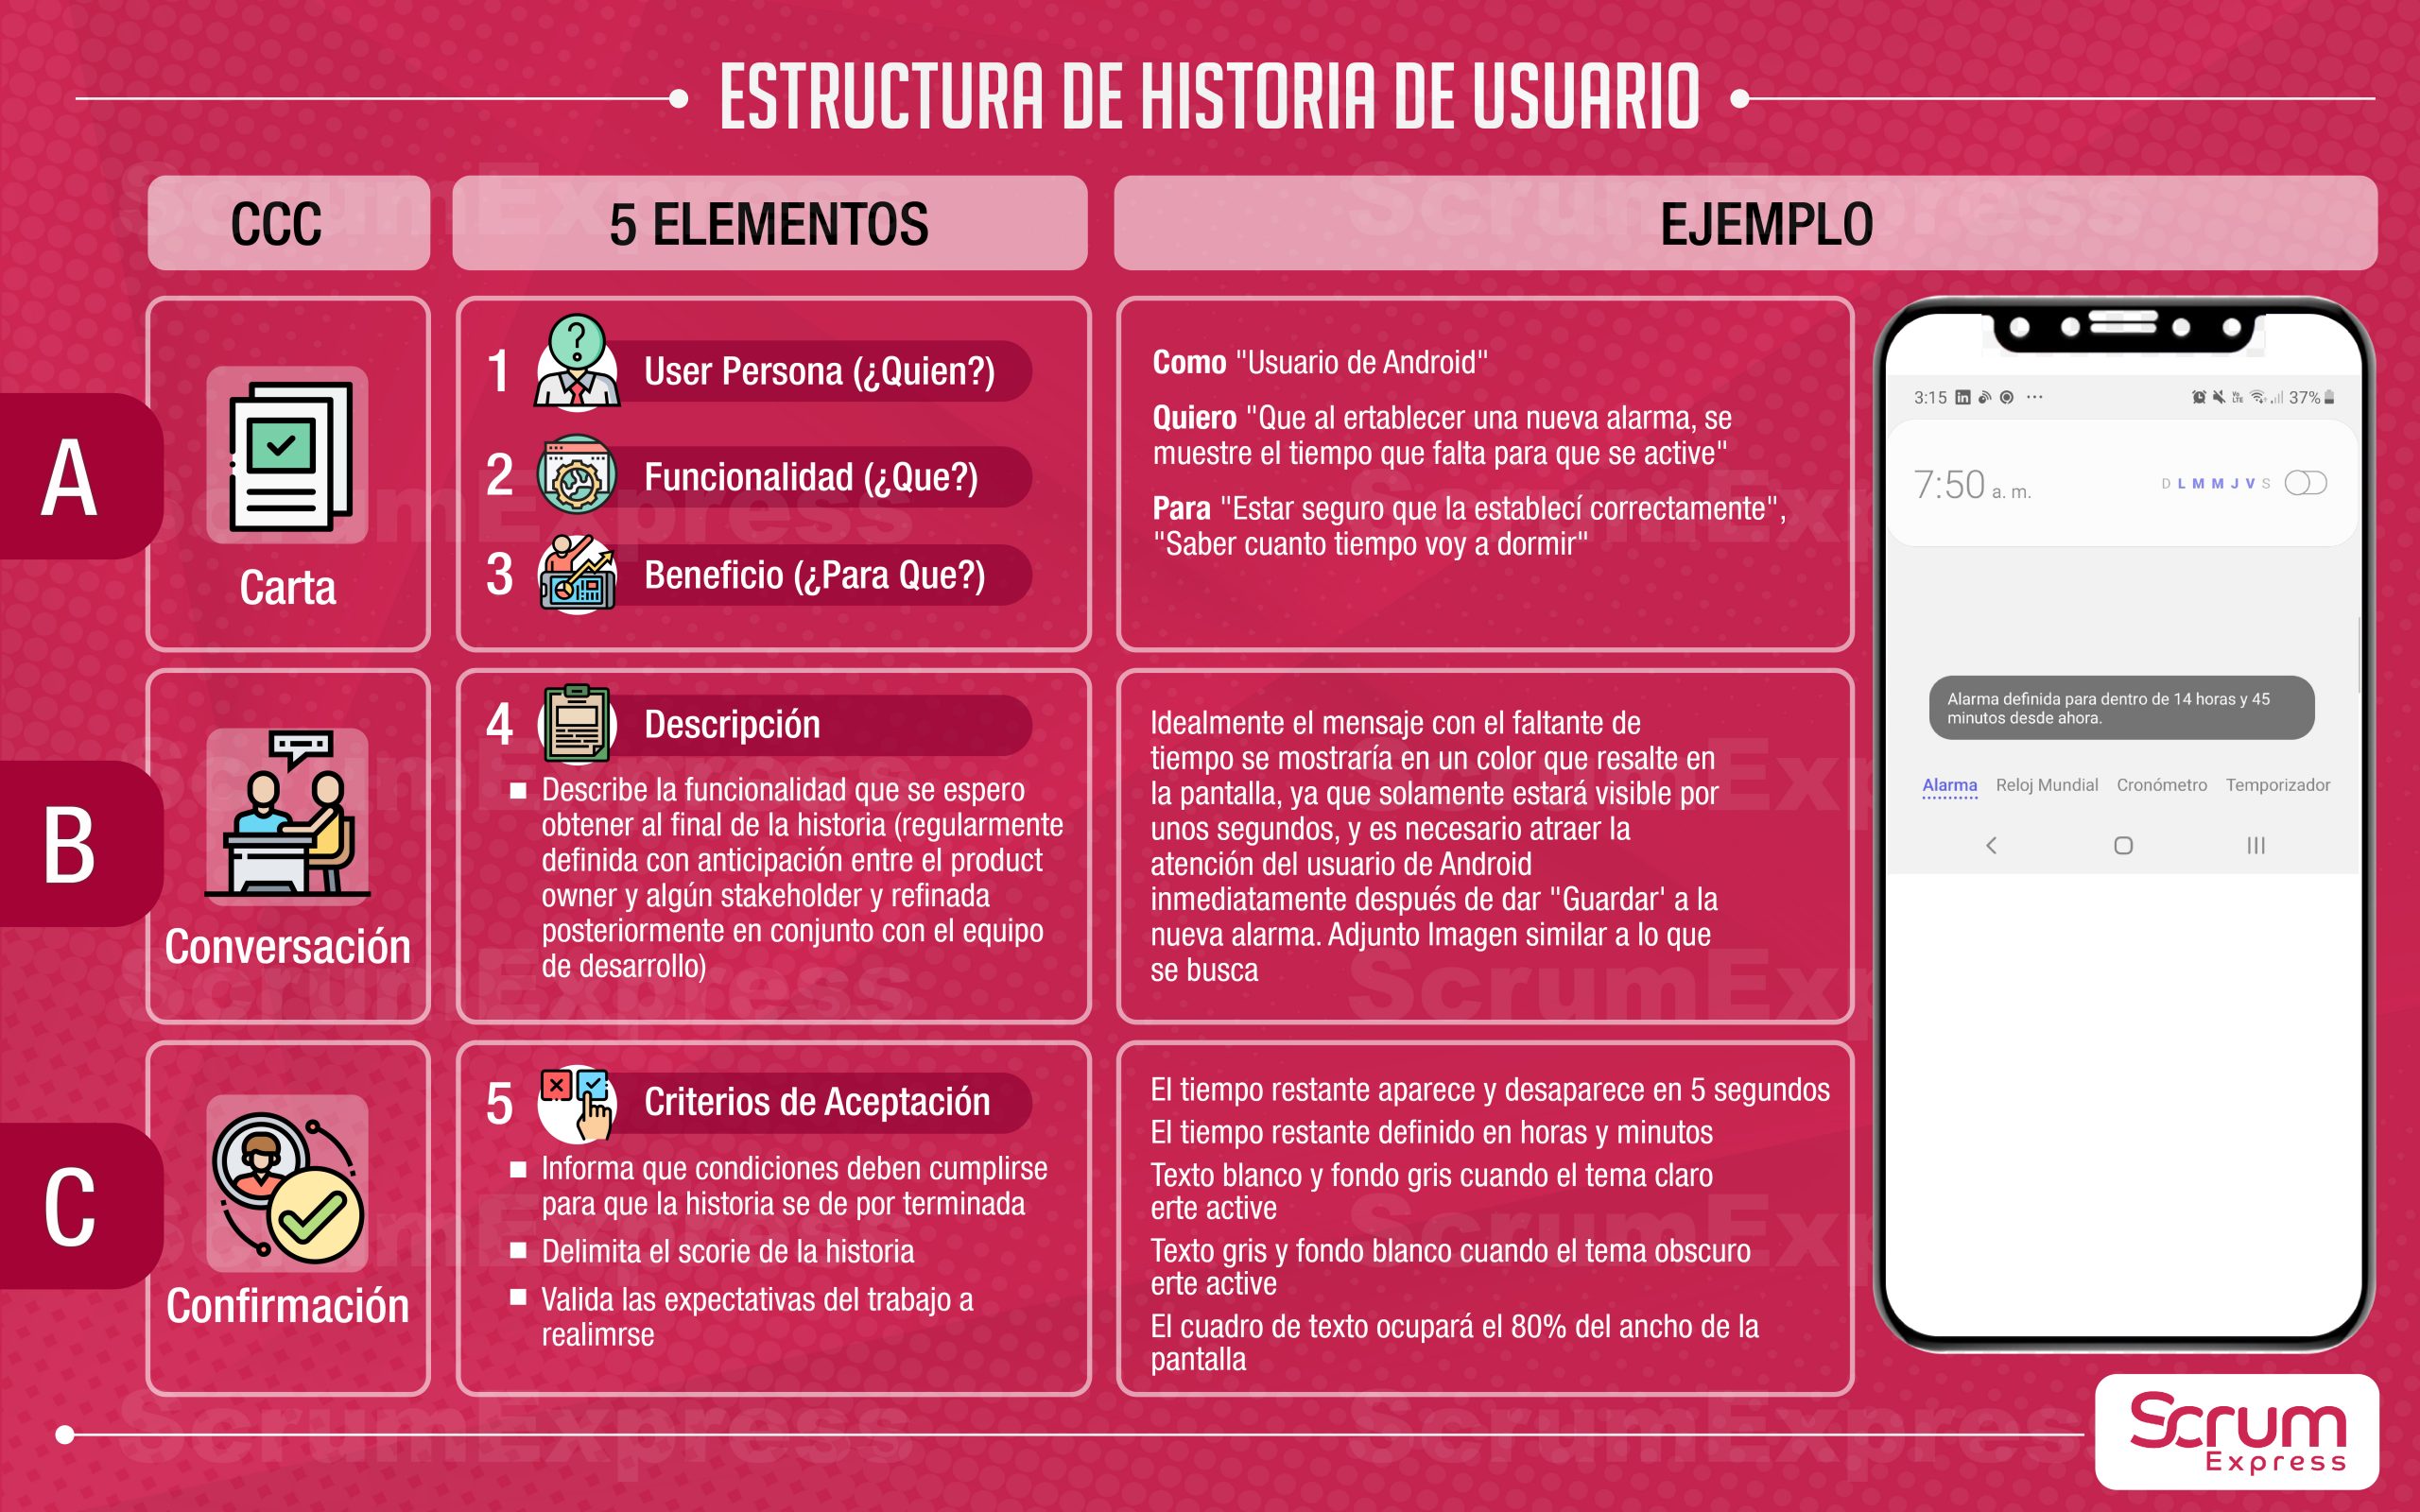 ESTRUCTURA DE HISTORIA DE USUARIO
CCC
5 ELEMENTOS
EJEMPLO
A
Carta
1 User Persona (¿Quien?)
2 Funcionalidad (¿Que?)
3 Beneficio (¿Para Que?)
Como "Usuario de Android"
Quiero "Que al ertablecer una nueva alarma, se
muestre el tiempo que falta para que se active"
Para "Estar seguro que la establecí correctamente",
"Saber cuanto tiempo voy a dormir"
B
Conversación
4 Descripción
Describe la funcionalidad que se espero
obtener al final de la historia (regularmente
definida con anticipación entre el product
owner y algún stakeholder y refinada
posteriormente en conjunto con el equipo
de desarrollo)
Idealmente el mensaje con el faltante de
tiempo se mostraría en un color que resalte en
la pantalla, ya que solamente estará visible por
unos segundos, y es necesario atraer la
atención del usuario de Android
inmediatamente después de dar "Guardar' a la
nueva alarma. Adjunto Imagen similar a lo que
se busca
C
Confirmación
5 Criterios de Aceptación
Informa que condiciones deben cumplirse
para que la historia se de por terminada
Delimita el scorie de la historia
Valida las expectativas del trabajo a
realimrse
El tiempo restante aparece y desaparece en 5 segundos
El tiempo restante definido en horas y minutos
Texto blanco y fondo gris cuando el tema claro
erte active
Texto gris y fondo blanco cuando el tema obscuro
erte active
El cuadro de texto ocupará el 80% del ancho de la
pantalla
3:15 in ... Vo LTE 37%
7:50 a. m. D L M M J V S
Alarma definida para dentro de 14 horas y 45
minutos desde ahora.
Alarma Reloj Mundial Cronómetro Temporizador
Scrum
Express
ScrumExpress
ScrumExpress
ScrumExpress
ScrumExpress
ScrumExpress
ScrumExpress